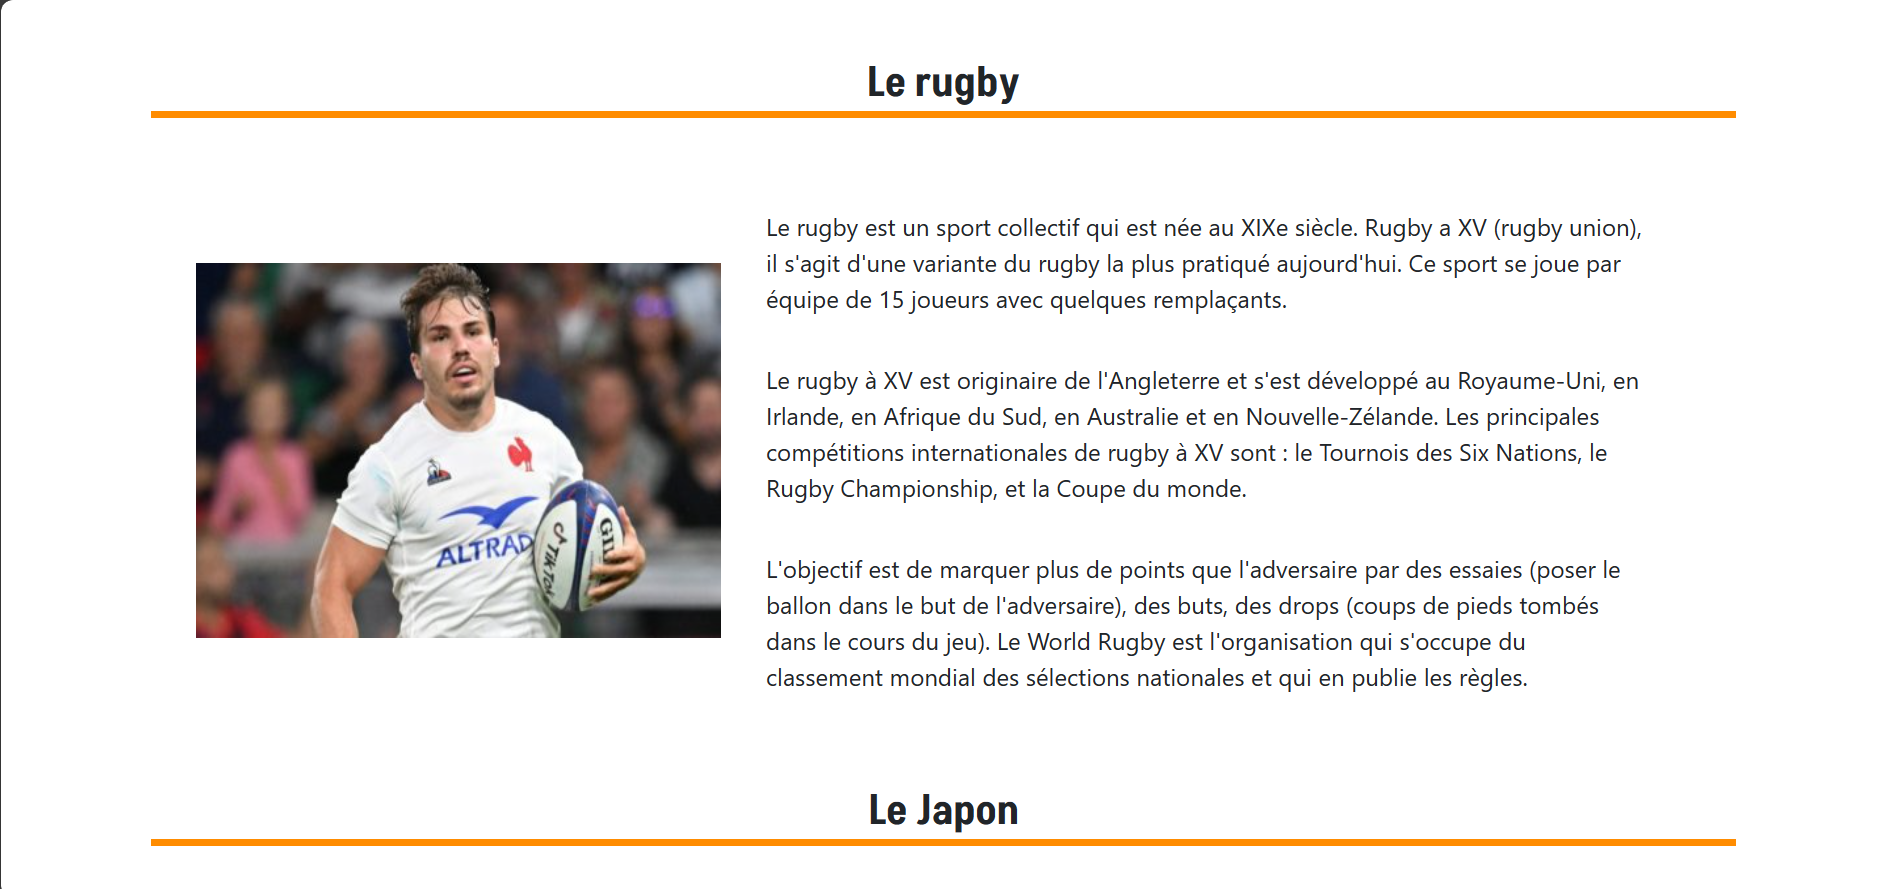 Le rugby
Le rugby est un sport collectif qui est née au XIXe siècle. Rugby a XV (rugby union),
il s'agit d'une variante du rugby la plus pratiqué aujourd'hui. Ce sport se joue par
équipe de 15 joueurs avec quelques remplaçants.
Le rugby à XV est originaire de l'Angleterre et s'est développé au Royaume-Uni, en
Irlande, en Afrique du Sud, en Australie et en Nouvelle-Zélande. Les principales
compétitions internationales de rugby à XV sont : le Tournois des Six Nations, le
Rugby Championship, et la Coupe du monde.
L'objectif est de marquer plus de points que l'adversaire par des essaies (poser le
ballon dans le but de l'adversaire), des buts, des drops (coups de pieds tombés
dans le cours du jeu). Le World Rugby est l'organisation qui s'occupe du
classement mondial des sélections nationales et qui en publie les règles.
ALTRAD
TIKTOK
GIL
Le Japon